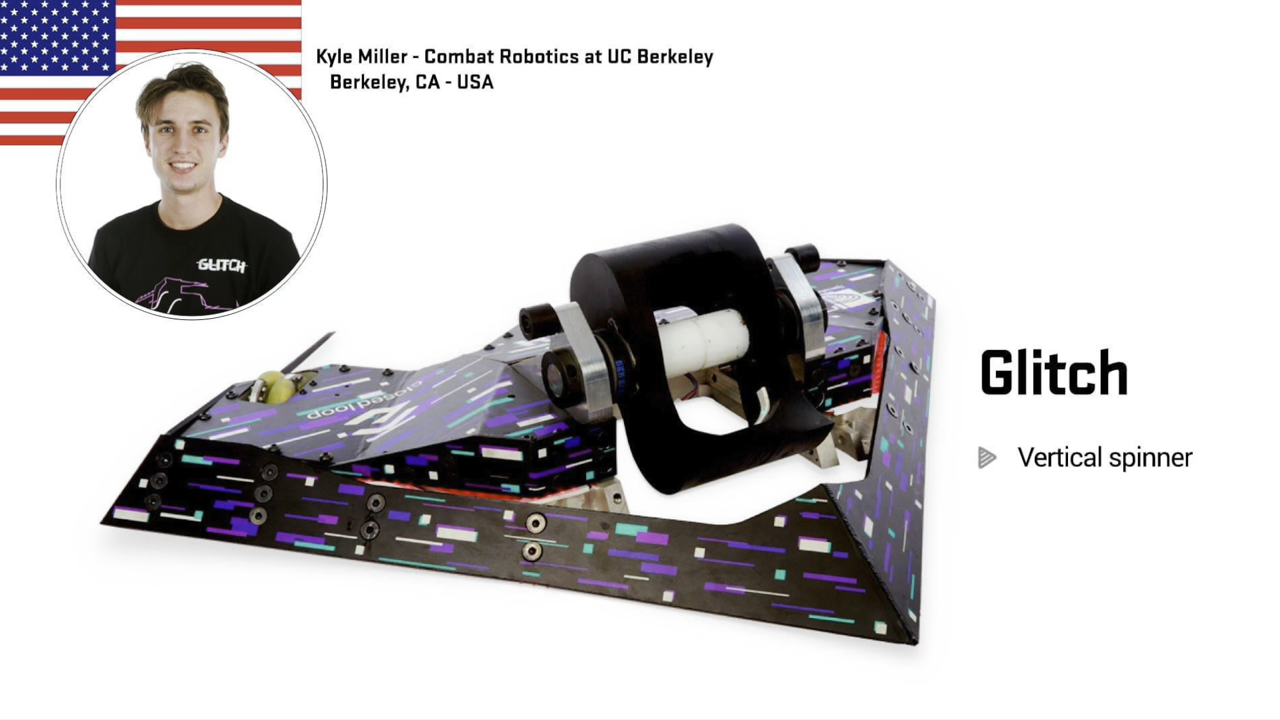 Kyle Miller - Combat Robotics at UC Berkeley
Berkeley, CA - USA
GLITCH
closed loop
Glitch
Vertical spinner